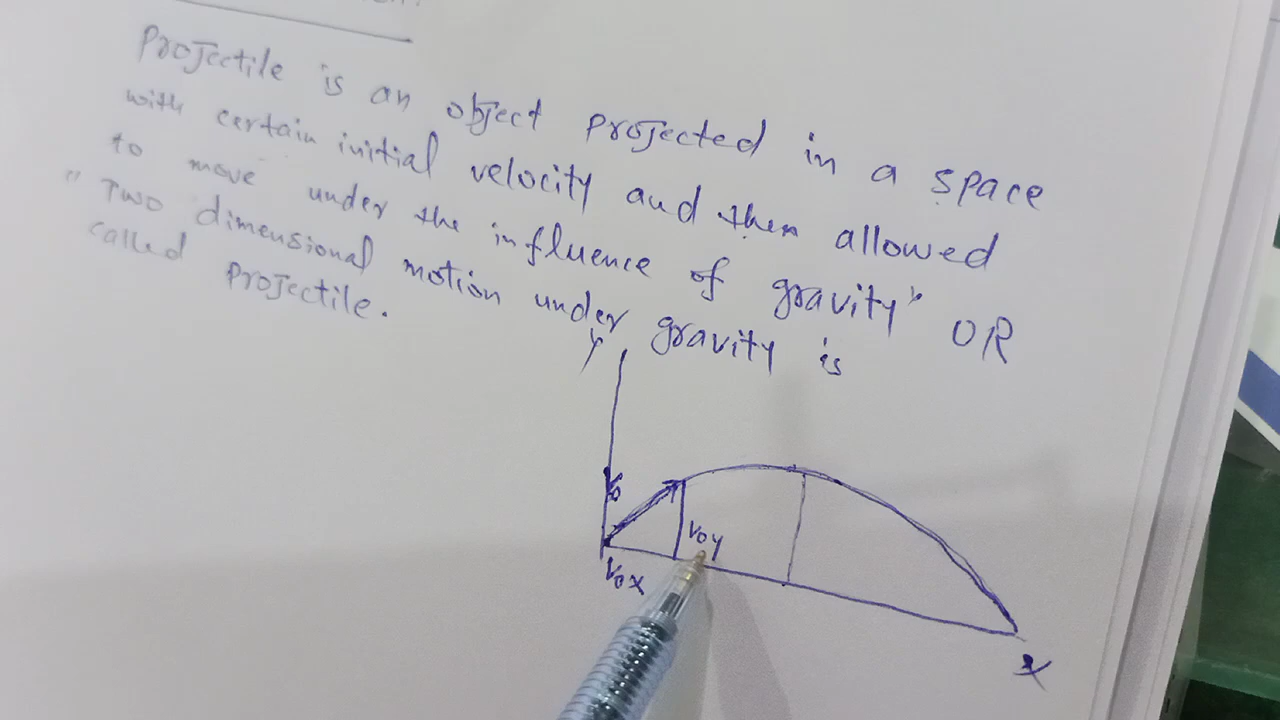 Projectile is an object projected in a space
with certain initial velocity and then allowed
to move under the influence of gravity" OR
" Two dimensional motion under gravity is
called projectile.
Y
Vo
Voy
Vox
X